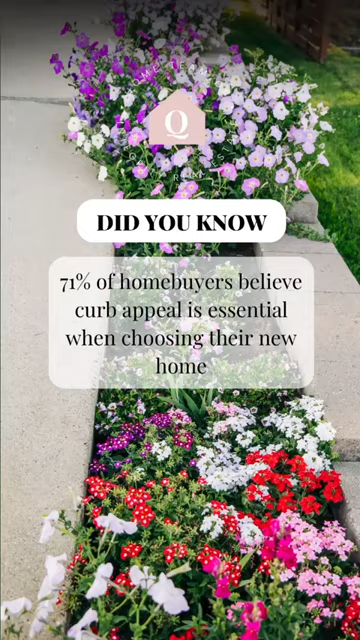 Q
DID YOU KNOW
71% of homebuyers believe
curb appeal is essential
when choosing their new
home